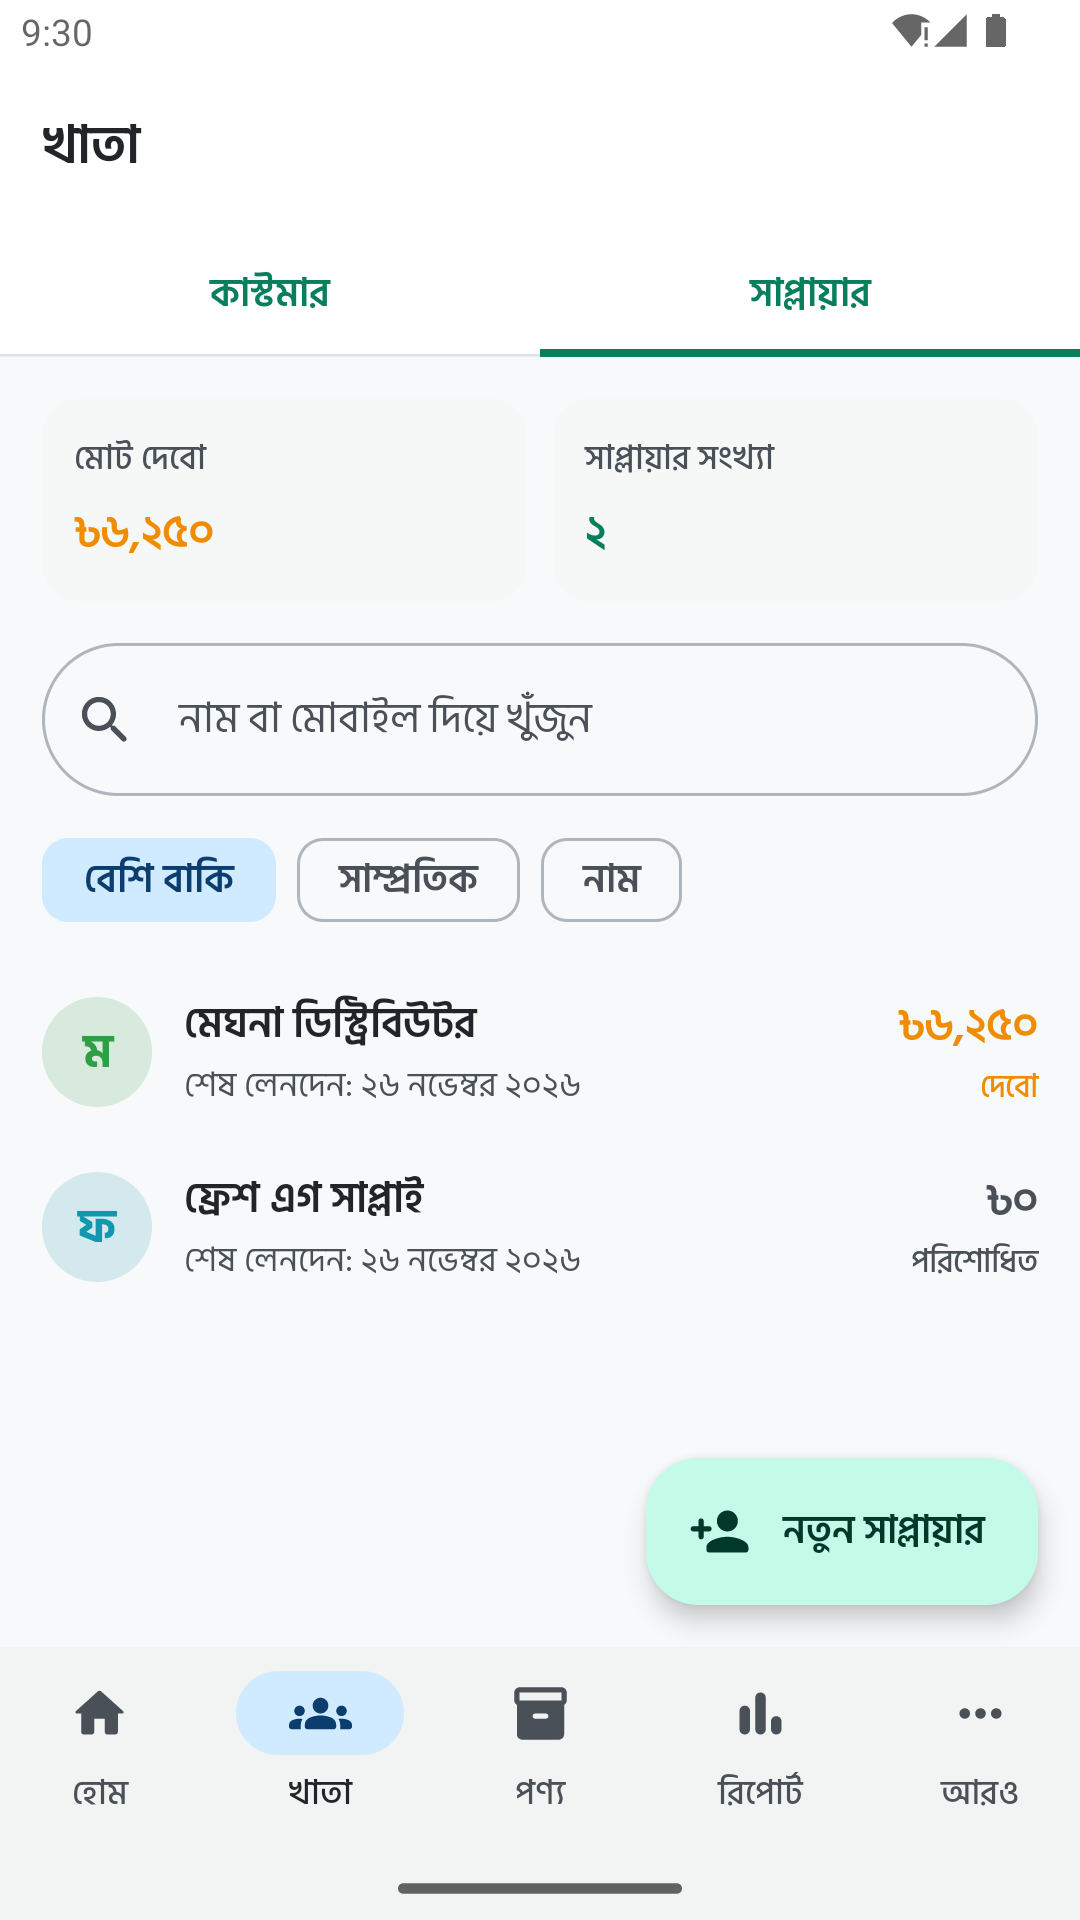 9:30
খাতা
কাস্টমার
সাপ্লায়ার
মোট দেবো
৳৬,২৫০
সাপ্লায়ার সংখ্যা
২
নাম বা মোবাইল দিয়ে খুঁজুন
বেশি বাকি
সাম্প্রতিক
নাম
ম
মেঘনা ডিস্ট্রিবিউটর
শেষ লেনদেন: ২৬ নভেম্বর ২০২৬
৳৬,২৫০
দেবো
ফ
ফ্রেশ এগ সাপ্লাই
শেষ লেনদেন: ২৬ নভেম্বর ২০২৬
৳০
পরিশোধিত
নতুন সাপ্লায়ার
হোম
খাতা
পণ্য
রিপোর্ট
আরও